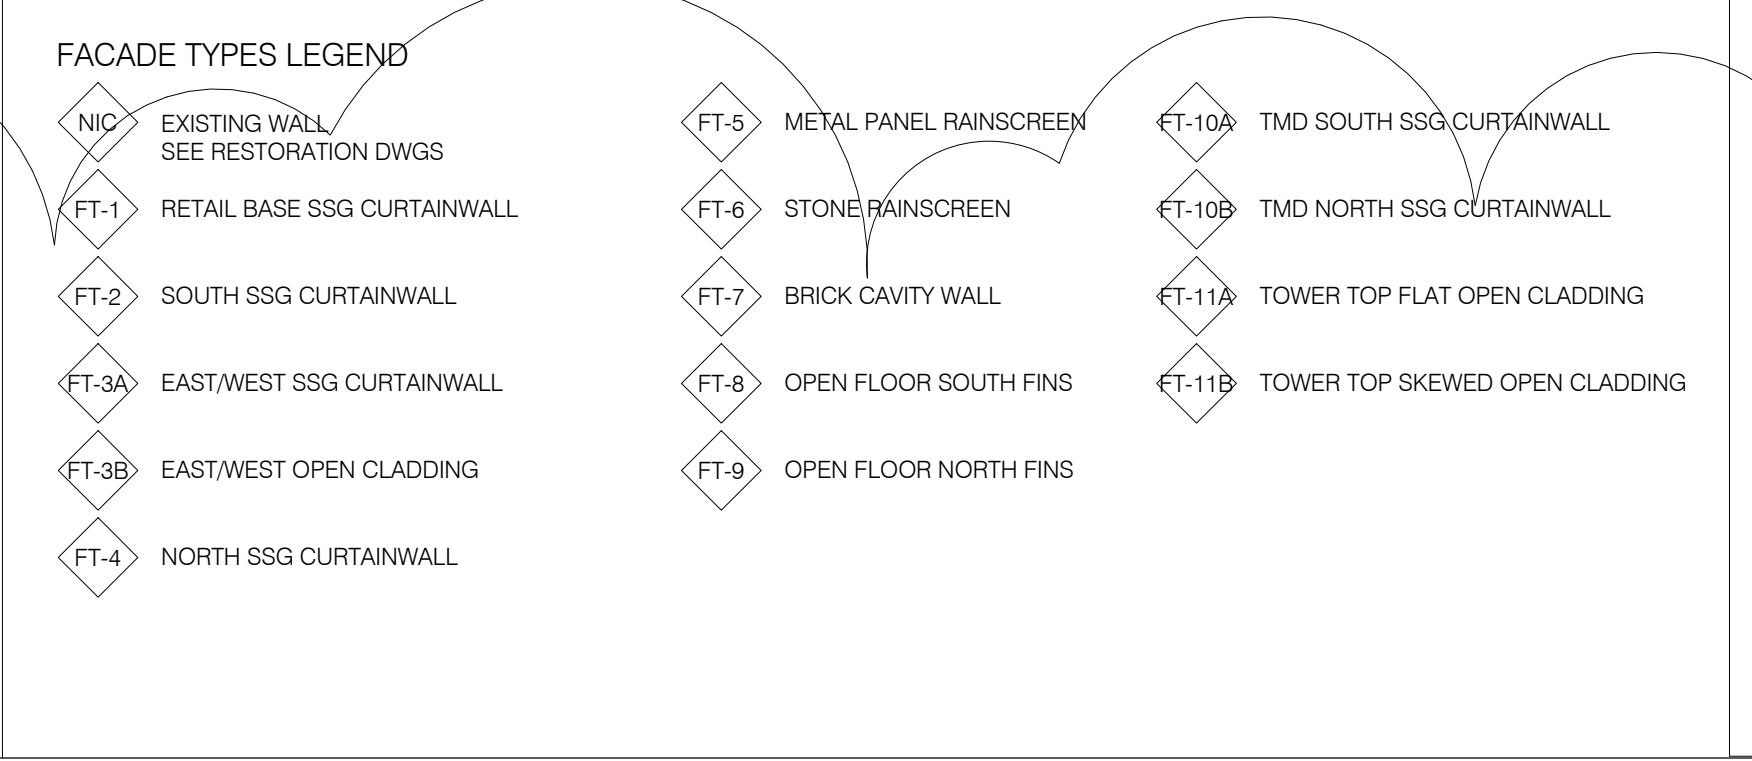 FACADE TYPES LEGEND
NIC EXISTING WALL
SEE RESTORATION DWGS
FT-1 RETAIL BASE SSG CURTAINWALL
FT-2 SOUTH SSG CURTAINWALL
FT-3A EAST/WEST SSG CURTAINWALL
FT-3B EAST/WEST OPEN CLADDING
FT-4 NORTH SSG CURTAINWALL
FT-5 METAL PANEL RAINSCREEN
FT-6 STONE RAINSCREEN
FT-7 BRICK CAVITY WALL
FT-8 OPEN FLOOR SOUTH FINS
FT-9 OPEN FLOOR NORTH FINS
FT-10A TMD SOUTH SSG CURTAINWALL
FT-10B TMD NORTH SSG CURTAINWALL
FT-11A TOWER TOP FLAT OPEN CLADDING
FT-11B TOWER TOP SKEWED OPEN CLADDING